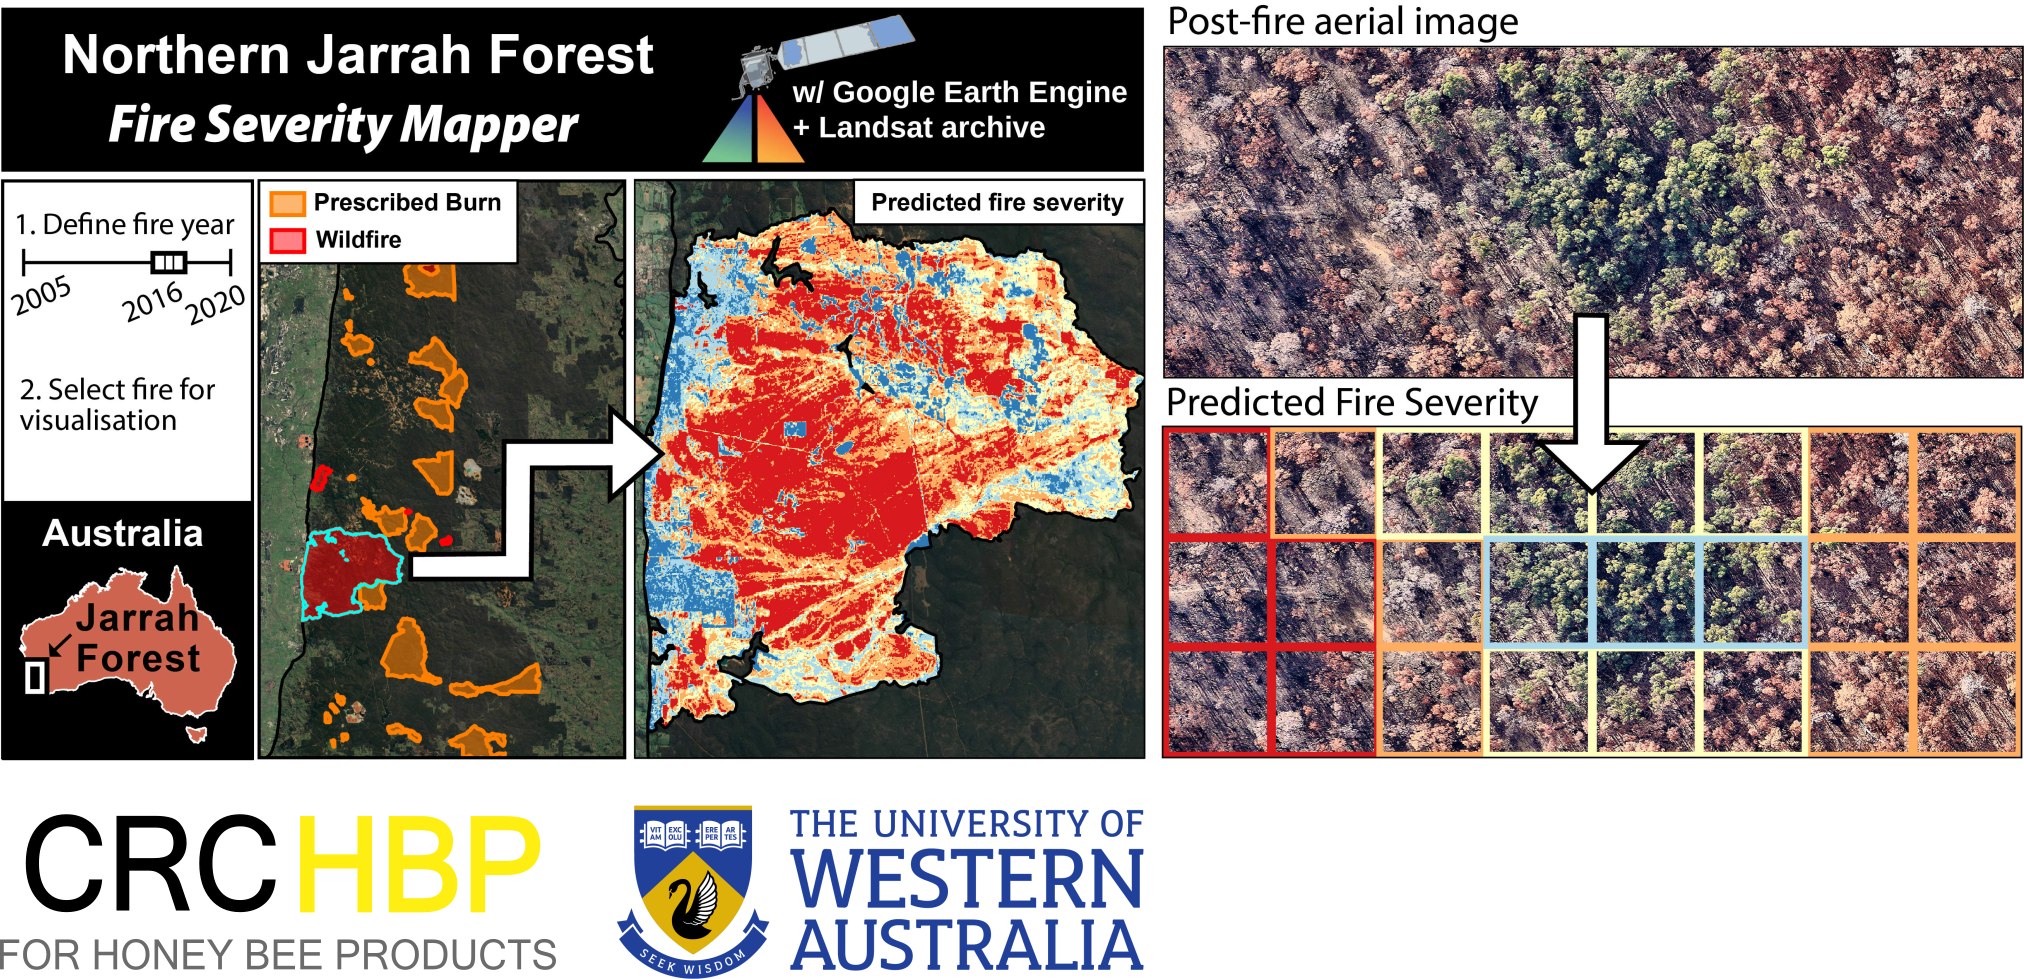 Northern Jarrah Forest
Fire Severity Mapper
w/ Google Earth Engine
+ Landsat archive
1. Define fire year
2005
2016
2020
2. Select fire for
visualisation
Australia
Jarrah
Forest
Prescribed Burn
Wildfire
Predicted fire severity
Post-fire aerial image
Predicted Fire Severity
CRCHBP
FOR HONEY BEE PRODUCTS
VIT EXC ERE AR
AM OLU PER TES
SEEK WISDOM
THE UNIVERSITY OF
WESTERN
AUSTRALIA